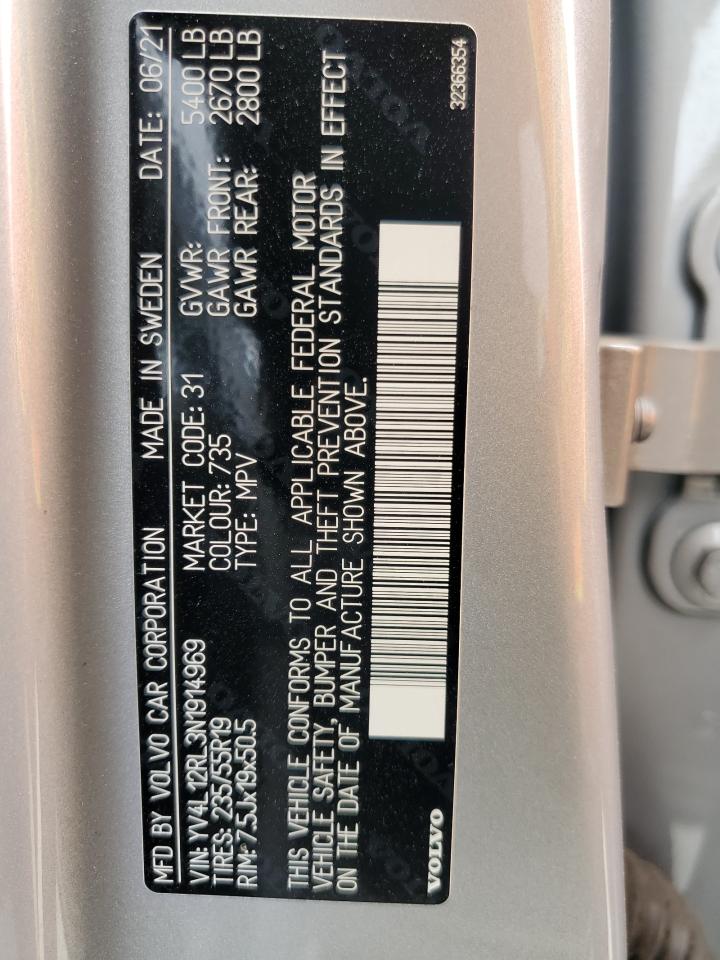 MFD BY VOLVO CAR CORPORATION MADE IN SWEDEN DATE: 06/21
VIN: YV4L12RL3N1914969 MARKET CODE: 31 GVWR: 5400 LB
TIRES: 235/55R19 COLOUR: 735 GAWR FRONT: 2670 LB
RIM: 7.5Jx19x50.5 TYPE: MPV GAWR REAR: 2800 LB
THIS VEHICLE CONFORMS TO ALL APPLICABLE FEDERAL MOTOR
VEHICLE SAFETY, BUMPER AND THEFT PREVENTION STANDARDS IN EFFECT
ON THE DATE OF MANUFACTURE SHOWN ABOVE.
VOLVO 32366354